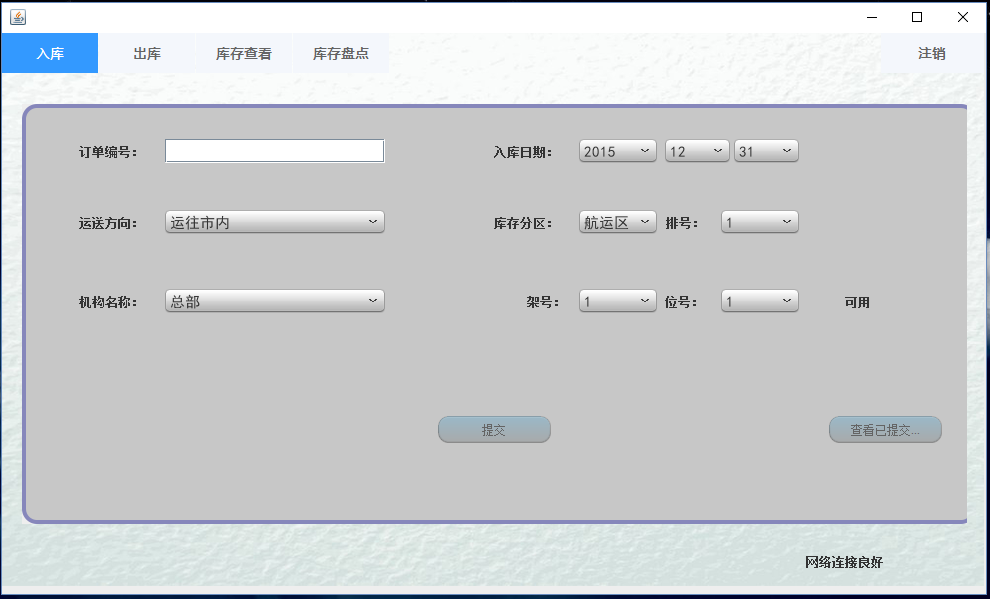 入库 出库 库存查看 库存盘点 注销
订单编号： 入库日期： 2015 12 31
运送方向： 运往市内 库存分区： 航运区 排号： 1
机构名称： 总部 架号： 1 位号： 1 可用
提交 查看已提交...
网络连接良好